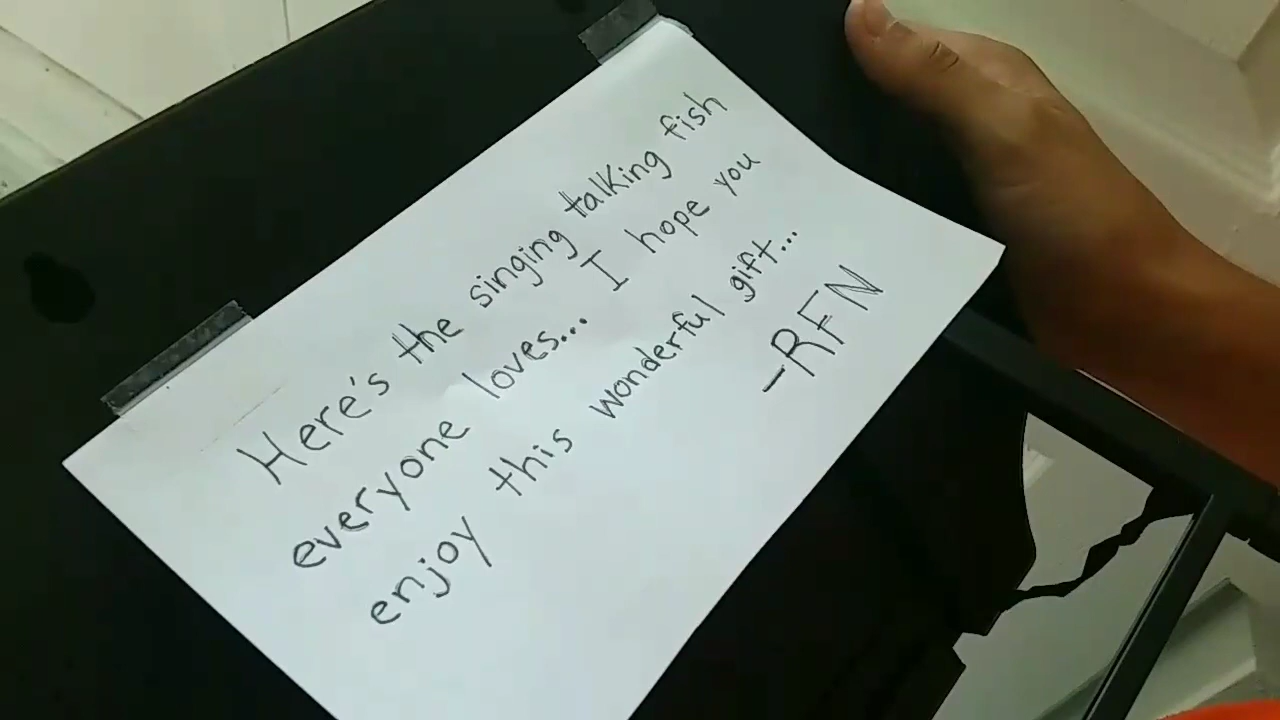 Here's the singing talking fish
everyone loves... I hope you
enjoy this wonderful gift...
-RFN